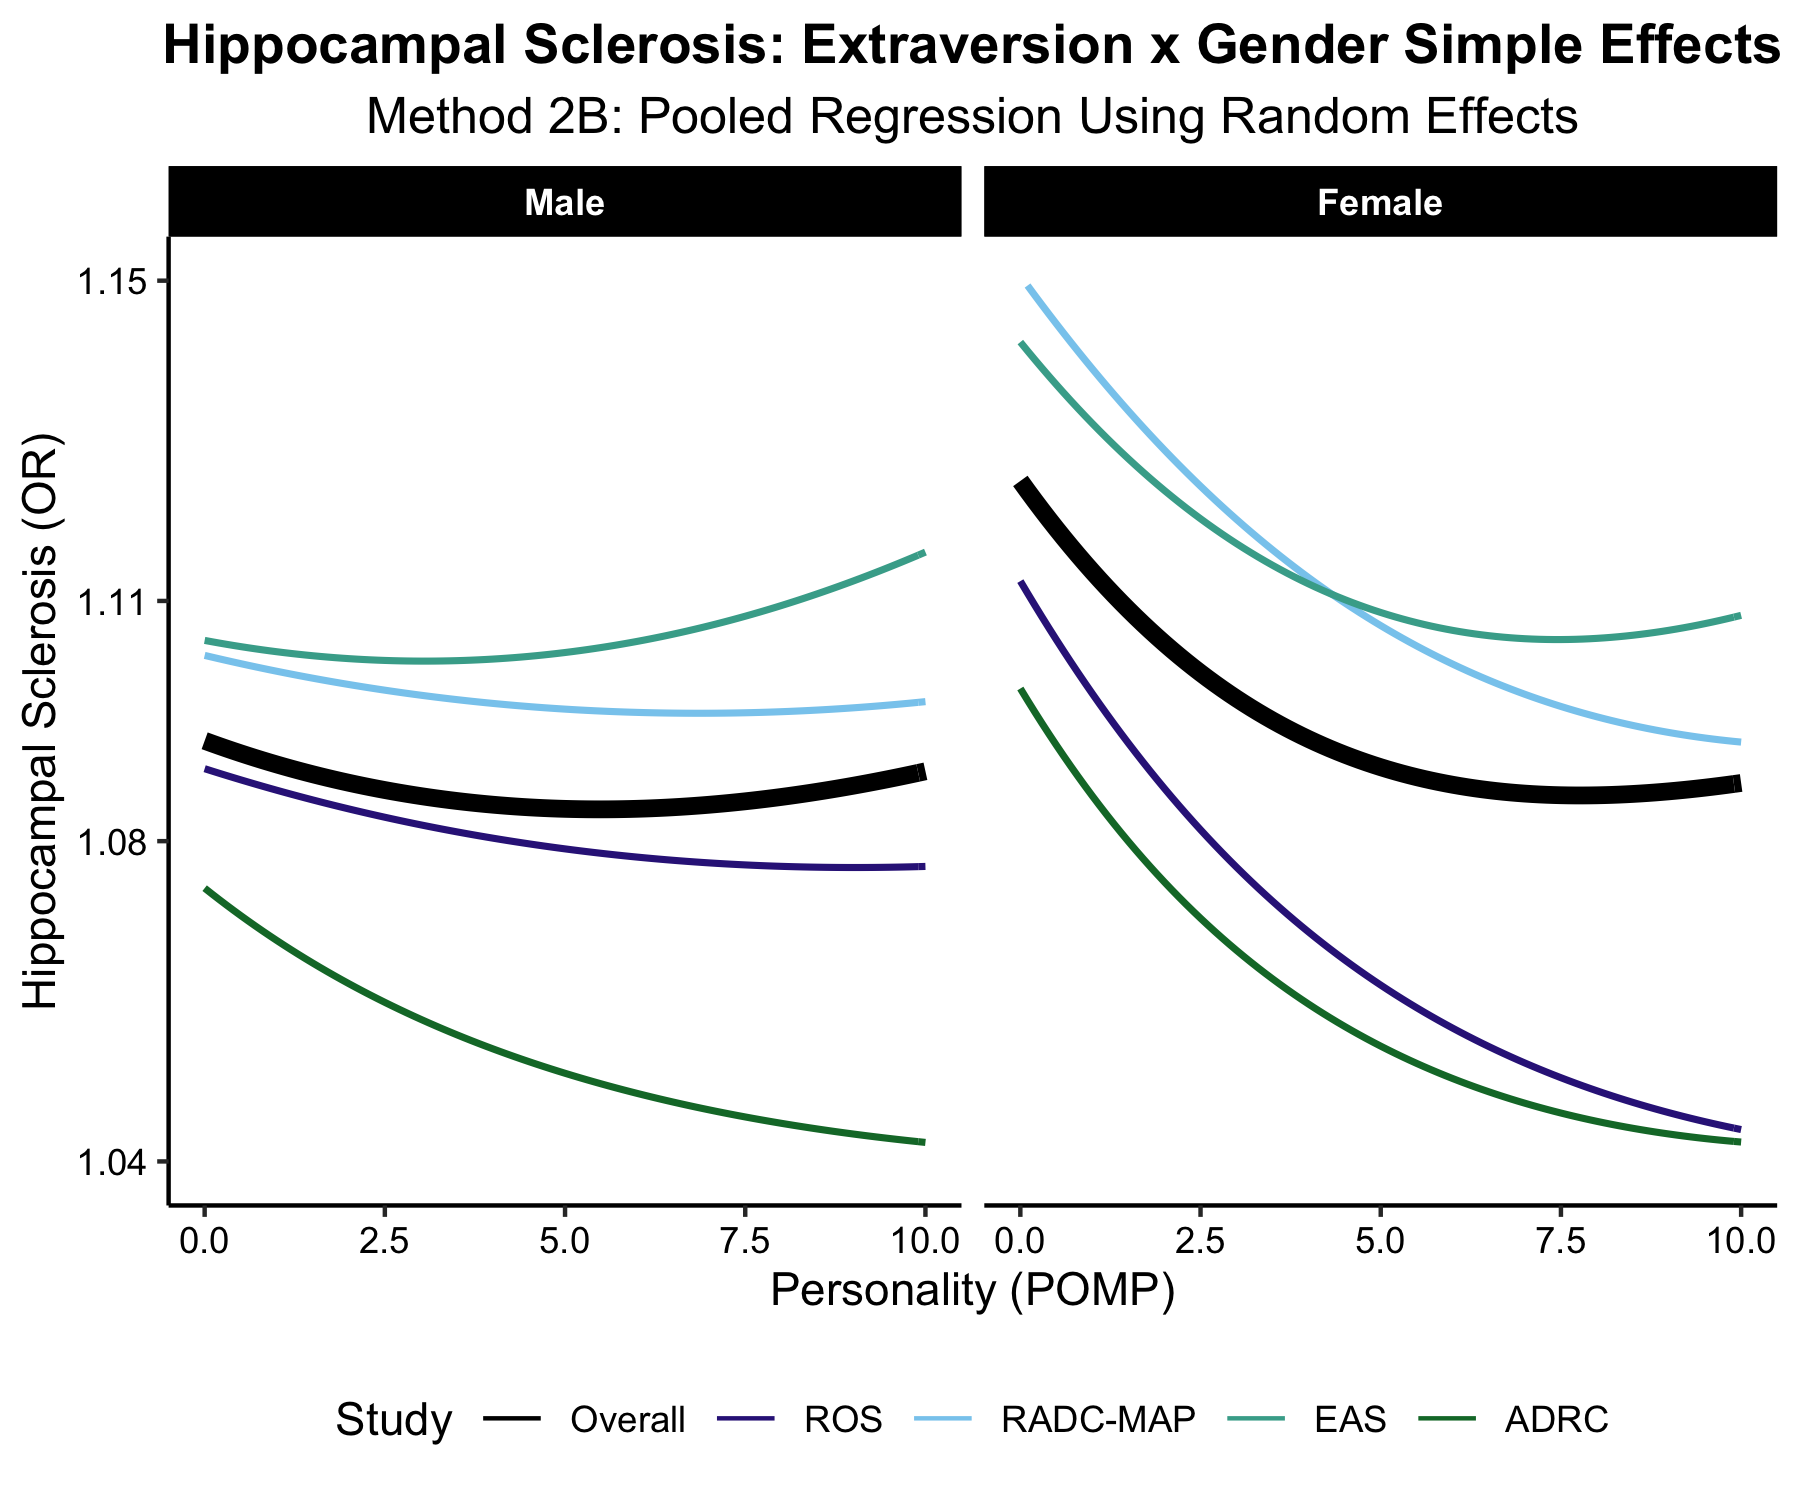 Hippocampal Sclerosis: Extraversion x Gender Simple Effects
Method 2B: Pooled Regression Using Random Effects
Male
Female
Hippocampal Sclerosis (OR)
1.15
1.11
1.08
1.04
0.0 2.5 5.0 7.5 10.0 0.0 2.5 5.0 7.5 10.0
Personality (POMP)
Study Overall ROS RADC-MAP EAS ADRC